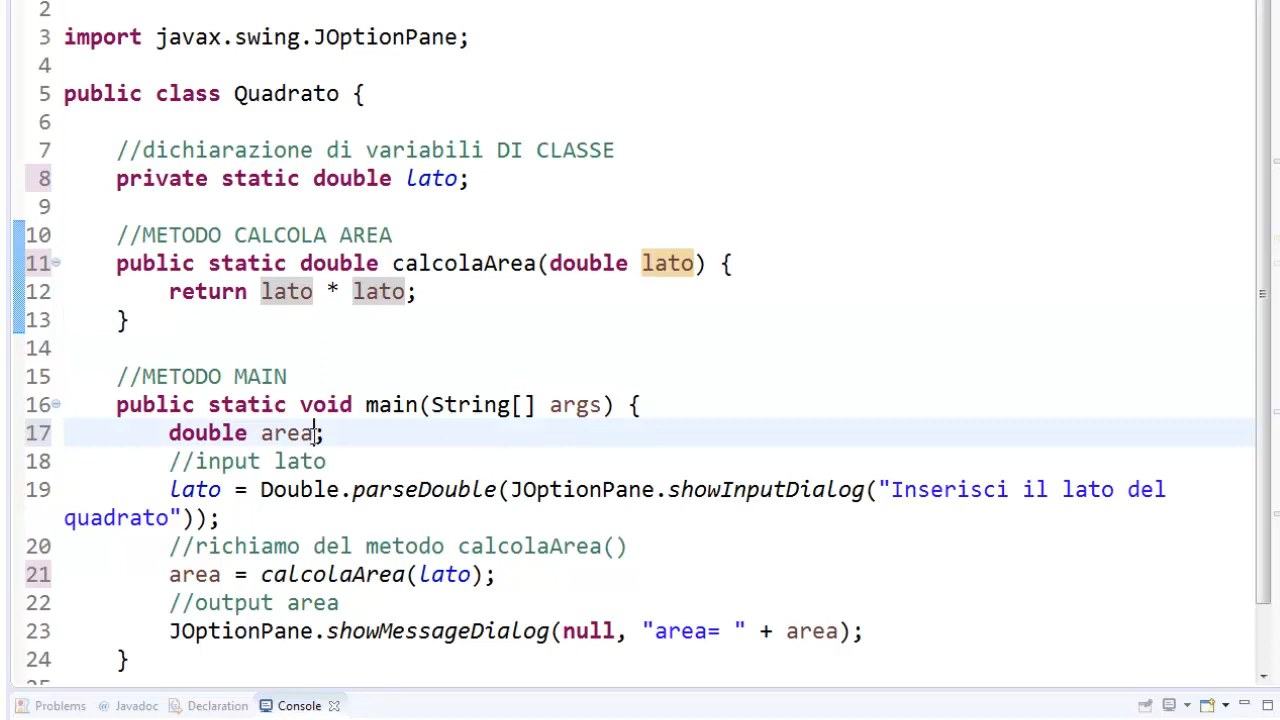 2
3 import javax.swing.JOptionPane;
4
5 public class Quadrato {
6
7 //dichiarazione di variabili DI CLASSE
8 private static double lato;
9
10 //METODO CALCOLA AREA
11 public static double calcolaArea(double lato) {
12 return lato * lato;
13 }
14
15 //METODO MAIN
16 public static void main(String[] args) {
17 double area;
18 //input lato
19 lato = Double.parseDouble(JOptionPane.showInputDialog("Inserisci il lato del
quadrato"));
20 //richiamo del metodo calcolaArea()
21 area = calcolaArea(lato);
22 //output area
23 JOptionPane.showMessageDialog(null, "area= " + area);
24 }
Problems @ Javadoc Declaration Console